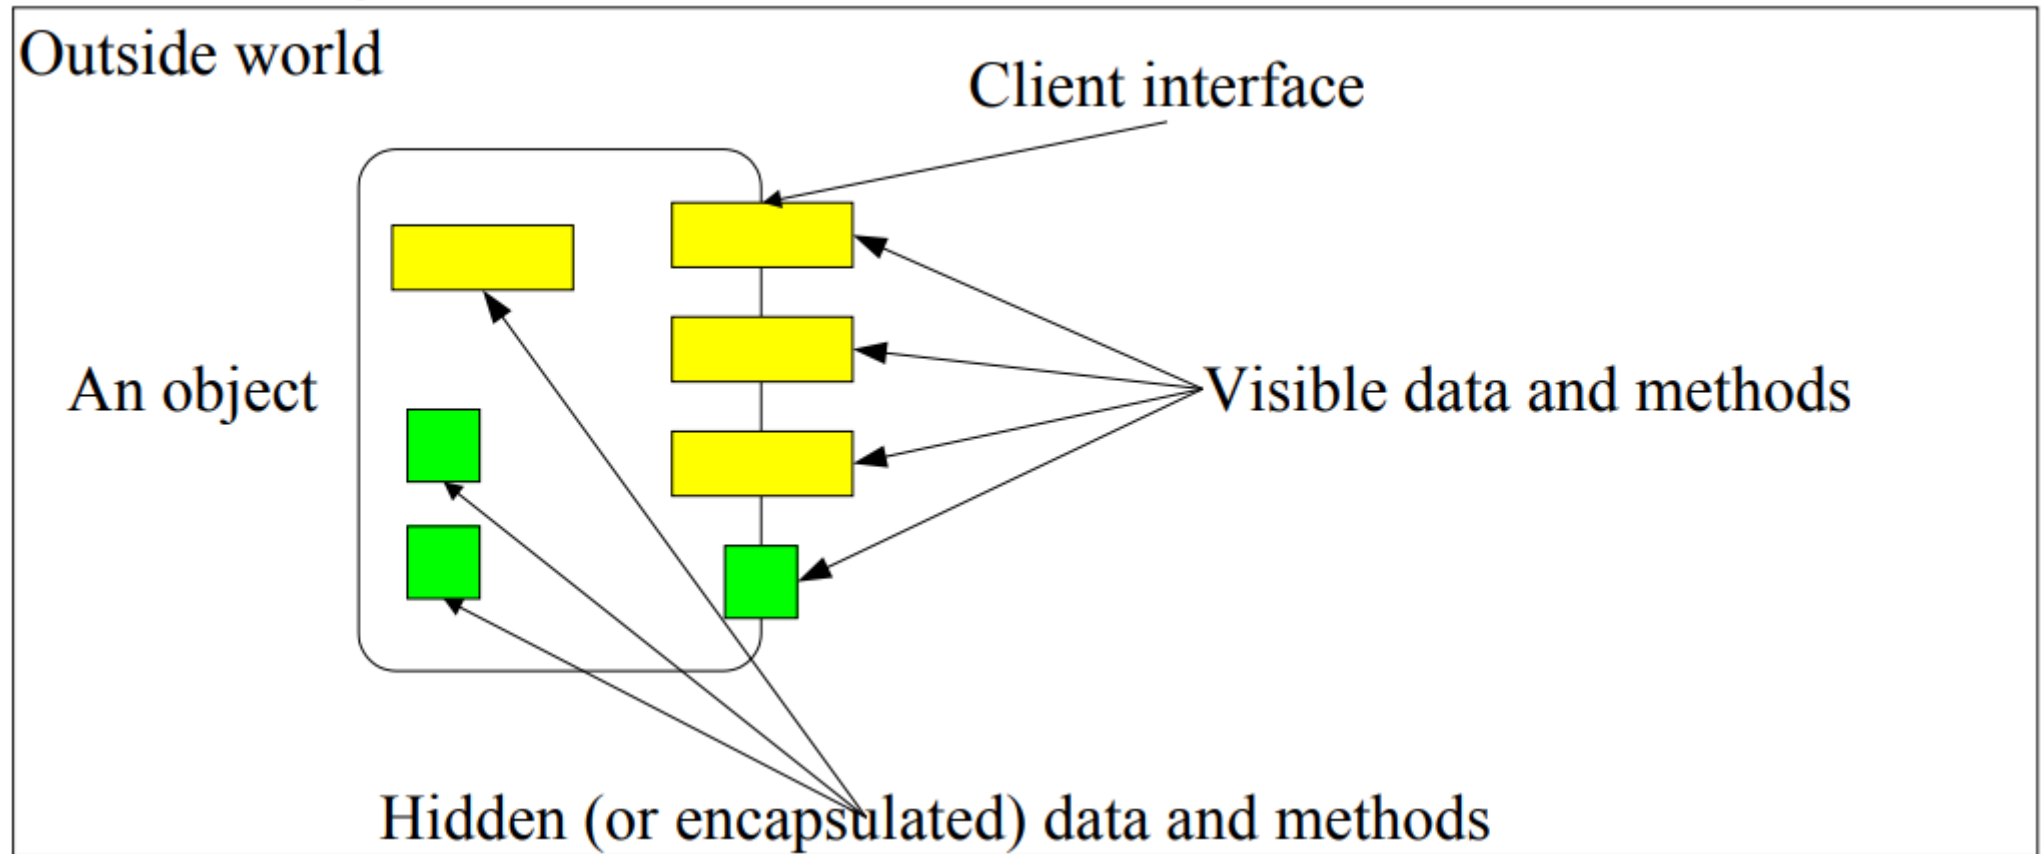 Outside world
Client interface
An object
Visible data and methods
Hidden (or encapsulated) data and methods